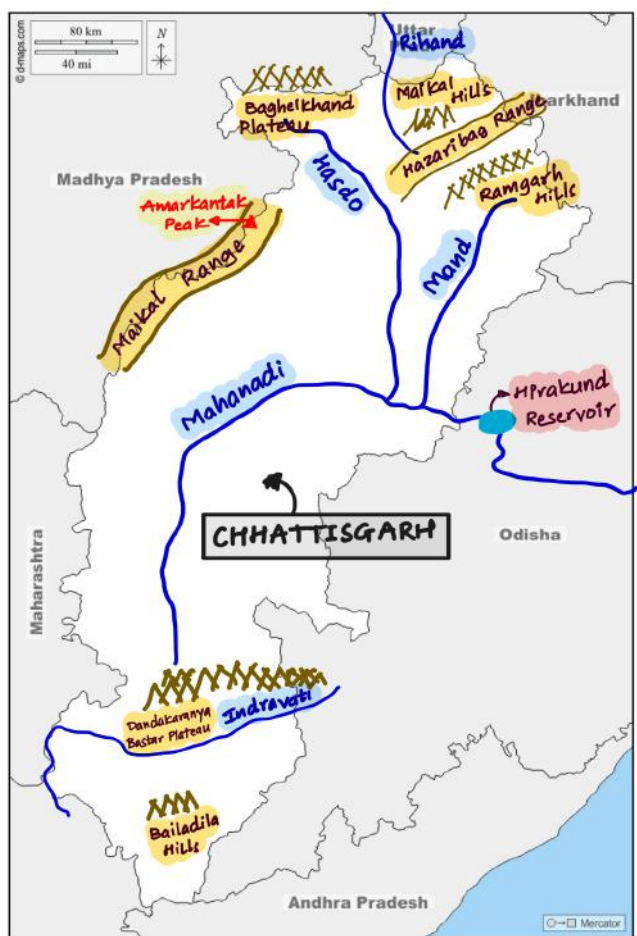 © d-maps.com
80 km
40 mi
N
Uttar
Pr
Rihand
Jharkhand
Baghelkhand
Plateau
Maikal
Hills
Hazaribag Range
Ramgarh
Hills
Madhya Pradesh
Amarkantak
Peak
Maikal Range
Hasdo
Mand
Mahanadi
Hirakund
Reservoir
CHHATTISGARH
Odisha
Maharashtra
Dandakaranya
Bastar Plateau
Indravati
Bailadila
Hills
Andhra Pradesh
Mercator